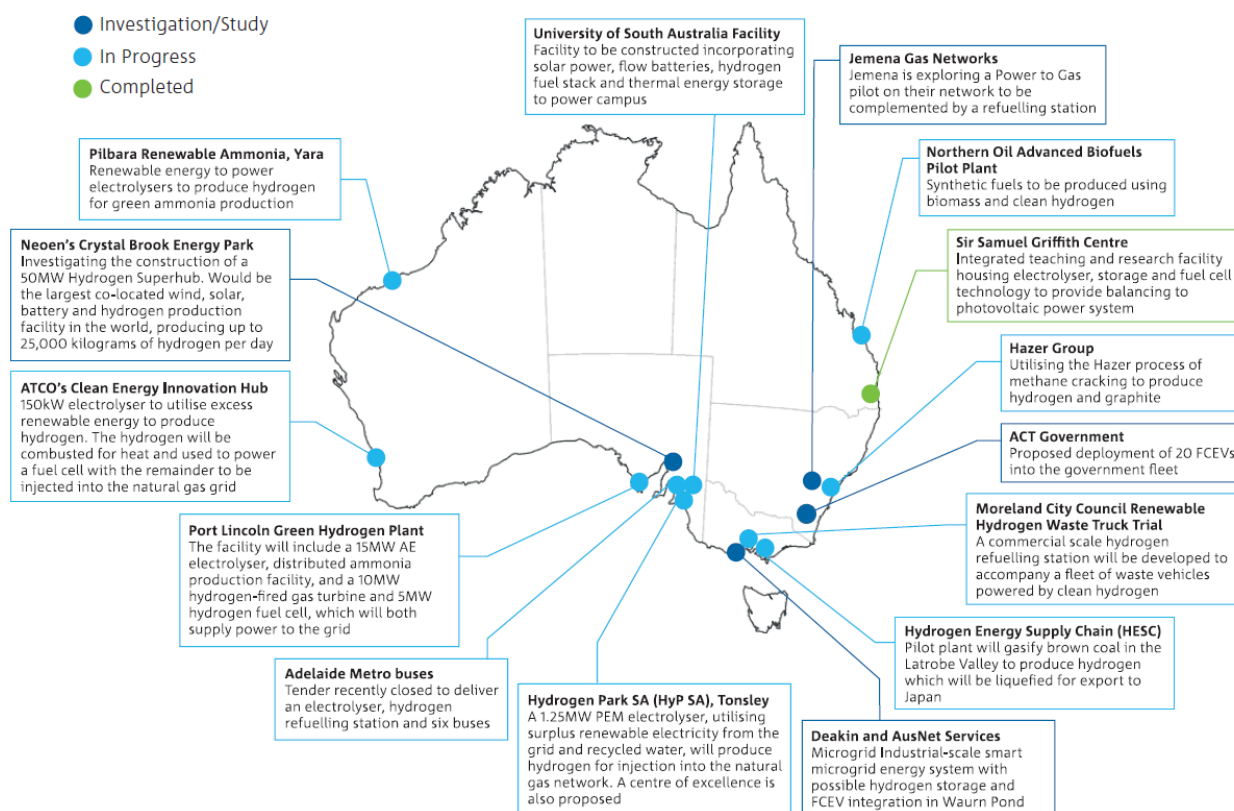 Investigation/Study
In Progress
Completed
University of South Australia Facility
Facility to be constructed incorporating
solar power, flow batteries, hydrogen
fuel stack and thermal energy storage
to power campus
Jemena Gas Networks
Jemena is exploring a Power to Gas
pilot on their network to be
complemented by a refuelling station
Pilbara Renewable Ammonia, Yara
Renewable energy to power
electrolysers to produce hydrogen
for green ammonia production
Northern Oil Advanced Biofuels
Pilot Plant
Synthetic fuels to be produced using
biomass and clean hydrogen
Neoen's Crystal Brook Energy Park
Investigating the construction of a
50MW Hydrogen Superhub. Would be
the largest co-located wind, solar,
battery and hydrogen production
facility in the world, producing up to
25,000 kilograms of hydrogen per day
Sir Samuel Griffith Centre
Integrated teaching and research facility
housing electrolyser, storage and fuel cell
technology to provide balancing to
photovoltaic power system
Hazer Group
Utilising the Hazer process of
methane cracking to produce
hydrogen and graphite
ATCO's Clean Energy Innovation Hub
150kW electrolyser to utilise excess
renewable energy to produce
hydrogen. The hydrogen will be
combusted for heat and used to power
a fuel cell with the remainder to be
injected into the natural gas grid
ACT Government
Proposed deployment of 20 FCEVs
into the government fleet
Moreland City Council Renewable
Hydrogen Waste Truck Trial
A commercial scale hydrogen
refuelling station will be developed to
accompany a fleet of waste vehicles
powered by clean hydrogen
Port Lincoln Green Hydrogen Plant
The facility will include a 15MW AE
electrolyser, distributed ammonia
production facility, and a 10MW
hydrogen-fired gas turbine and 5MW
hydrogen fuel cell, which will both
supply power to the grid
Hydrogen Energy Supply Chain (HESC)
Pilot plant will gasify brown coal in the
Latrobe Valley to produce hydrogen
which will be liquefied for export to
Japan
Adelaide Metro buses
Tender recently closed to deliver
an electrolyser, hydrogen
refuelling station and six buses
Hydrogen Park SA (HyP SA), Tonsley
A 1.25MW PEM electrolyser, utilising
surplus renewable electricity from the
grid and recycled water, will produce
hydrogen for injection into the natural
gas network. A centre of excellence is
also proposed
Deakin and AusNet Services
Microgrid Industrial-scale smart
microgrid energy system with
possible hydrogen storage and
FCEV integration in Waurn Pond